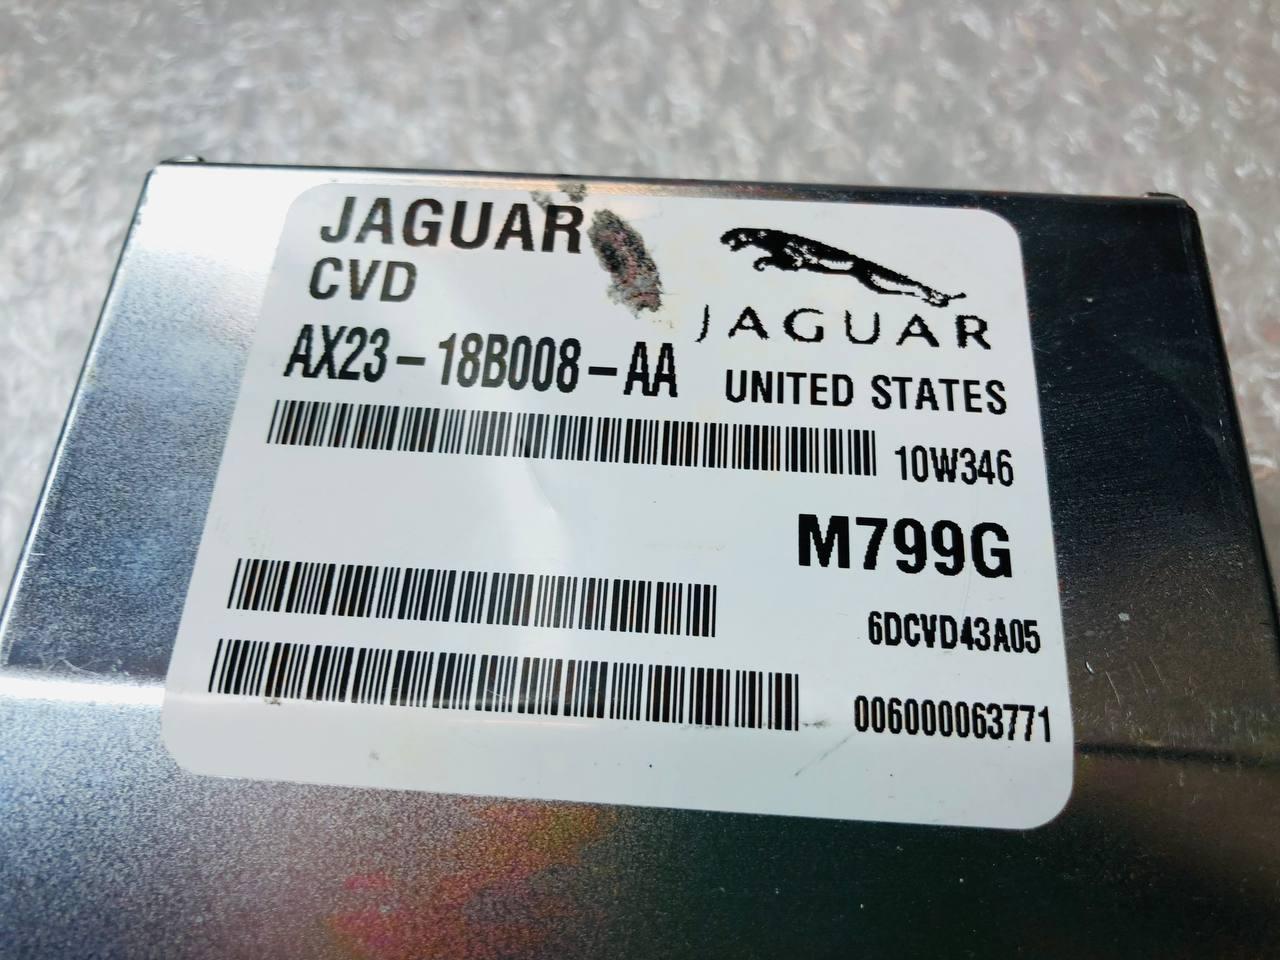 JAGUAR
CVD
JAGUAR
AX23-18B008-AA
UNITED STATES
10W346
M799G
6DCVD43A05
006000063771